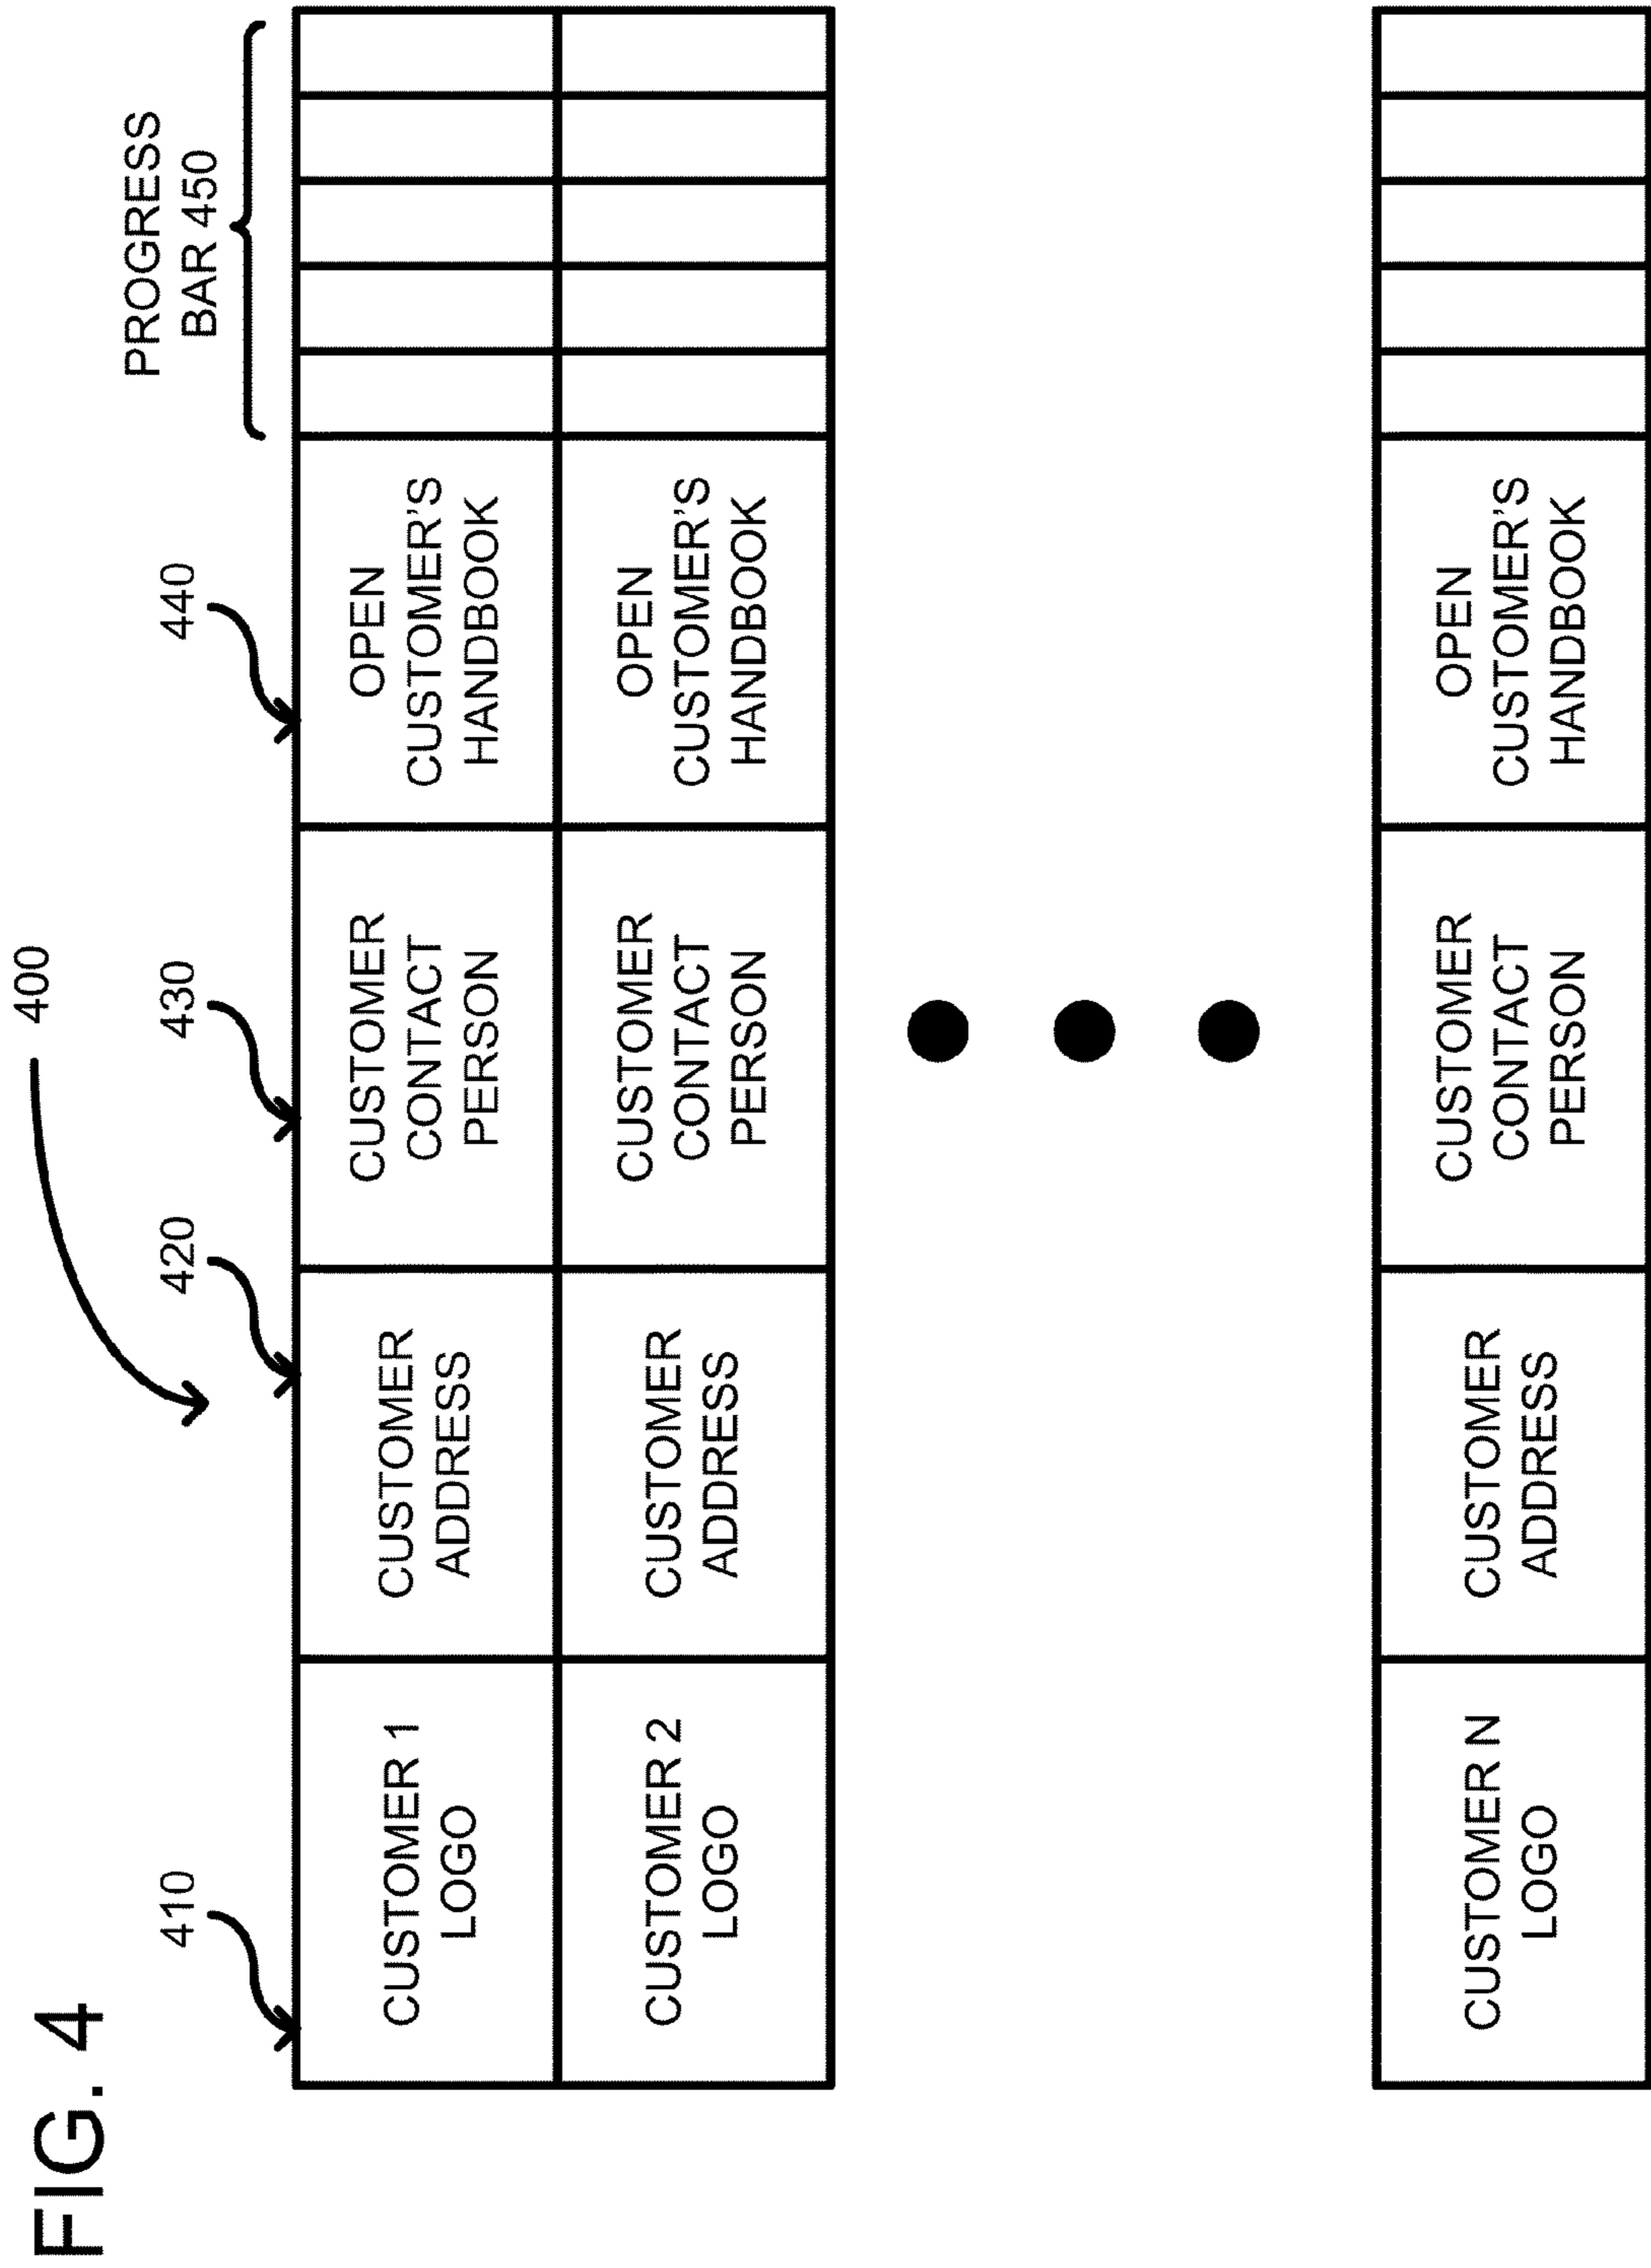 FIG. 4
400
410
420
430
440
PROGRESS
BAR 450
CUSTOMER 1
LOGO
CUSTOMER
ADDRESS
CUSTOMER
CONTACT
PERSON
OPEN
CUSTOMER'S
HANDBOOK
CUSTOMER 2
LOGO
CUSTOMER
ADDRESS
CUSTOMER
CONTACT
PERSON
OPEN
CUSTOMER'S
HANDBOOK
CUSTOMER N
LOGO
CUSTOMER
ADDRESS
CUSTOMER
CONTACT
PERSON
OPEN
CUSTOMER'S
HANDBOOK